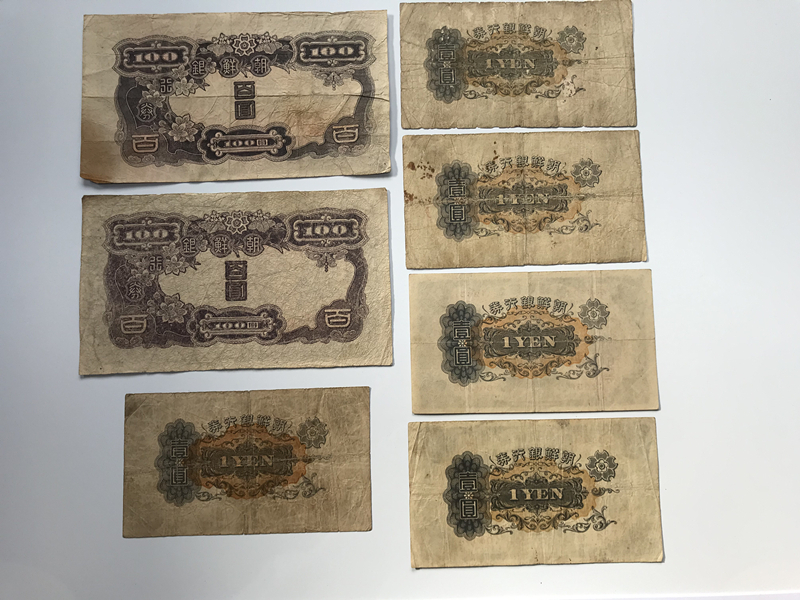 100 100
銀 鮮 朝
行
券
百
圓
百 百
100圓
100 100
銀 鮮 朝
行
券
百
圓
百 百
100圓
券行銀鮮朝
壹圓
1 YEN
券行銀鮮朝
壹圓
1 YEN
券行銀鮮朝
壹圓
1 YEN
券行銀鮮朝
壹圓
1 YEN
券行銀鮮朝
壹圓
1 YEN